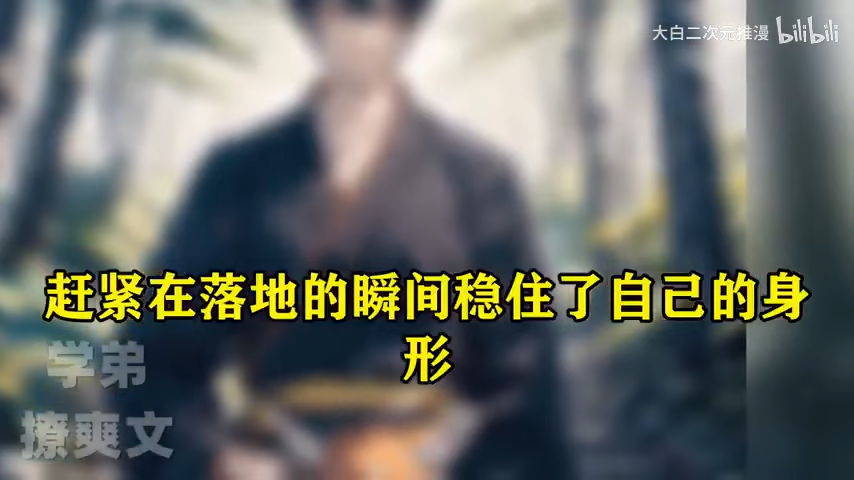 大白二次元推漫 bilibili
赶紧在落地的瞬间稳住了自己的身
形
学弟
撩爽文